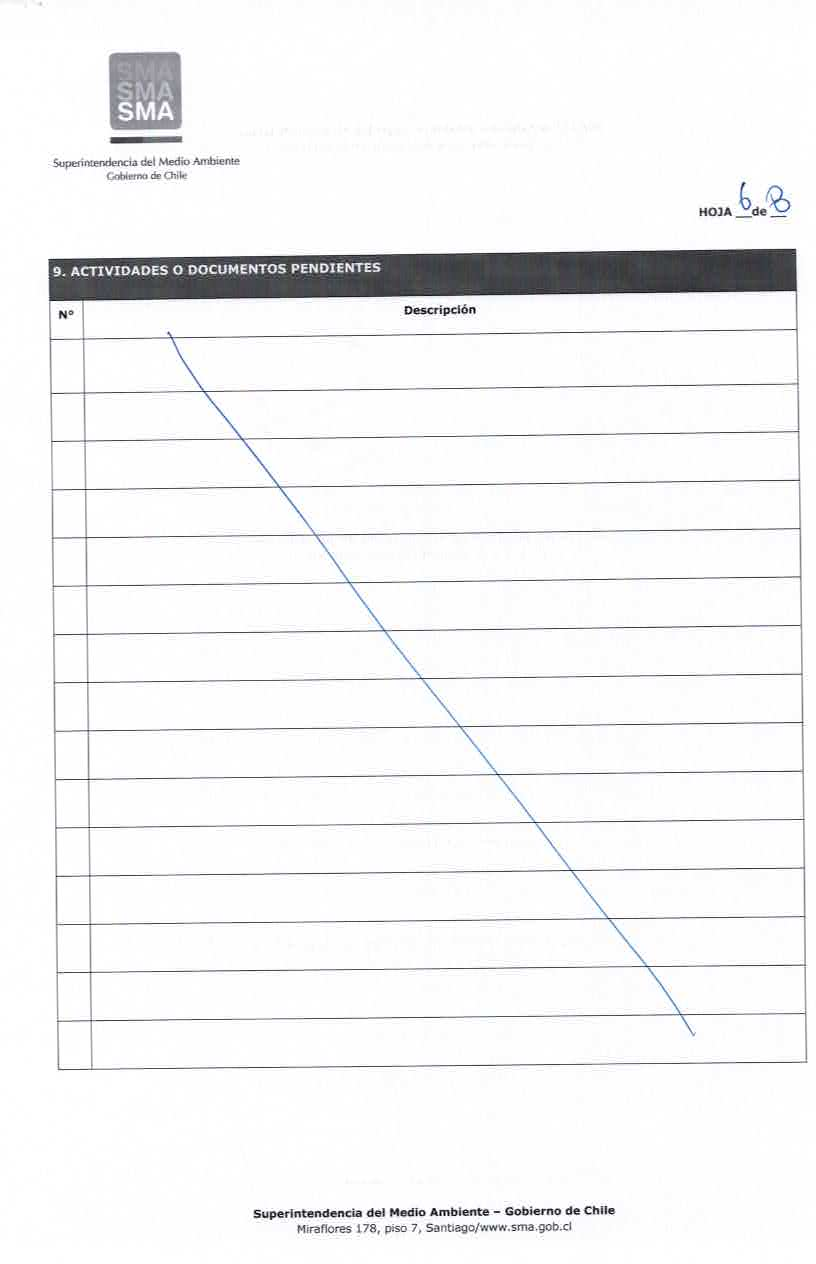 SMA
SMA
SMA
Superintendencia del Medio Ambiente
Gobierno de Chile
HOJA 6 de 8
9. ACTIVIDADES O DOCUMENTOS PENDIENTES
N° Descripción
Superintendencia del Medio Ambiente – Gobierno de Chile
Miraflores 178, piso 7, Santiago/www.sma.gob.cl